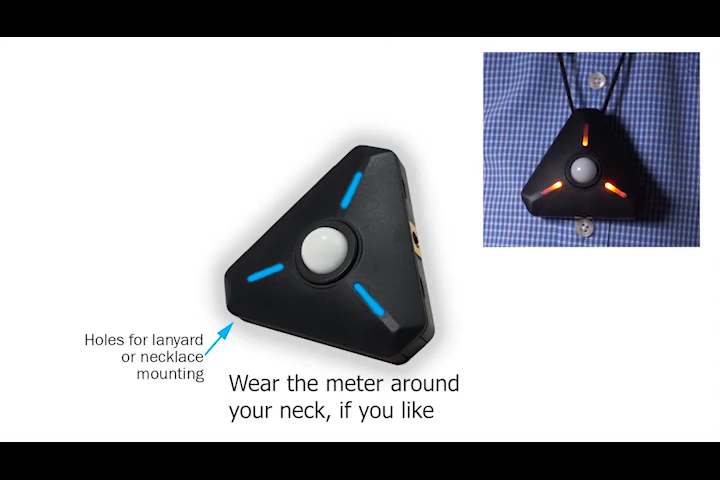 Holes for lanyard
or necklace
mounting
Wear the meter around
your neck, if you like